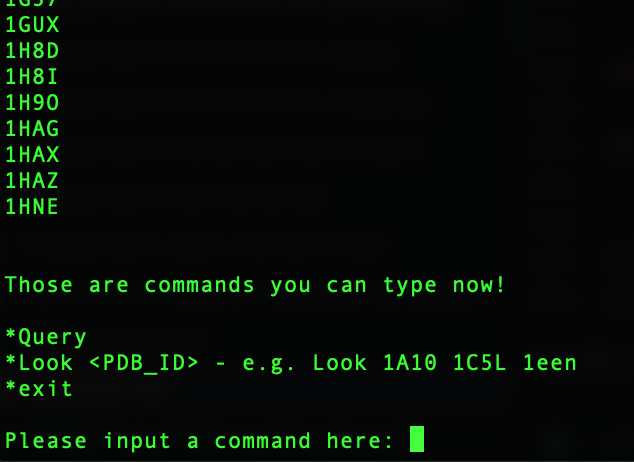 1GUX
1H8D
1H8I
1H9O
1HAG
1HAX
1HAZ
1HNE
Those are commands you can type now!
*Query
*Look <PDB_ID> - e.g. Look 1A10 1C5L 1een
*exit
Please input a command here: